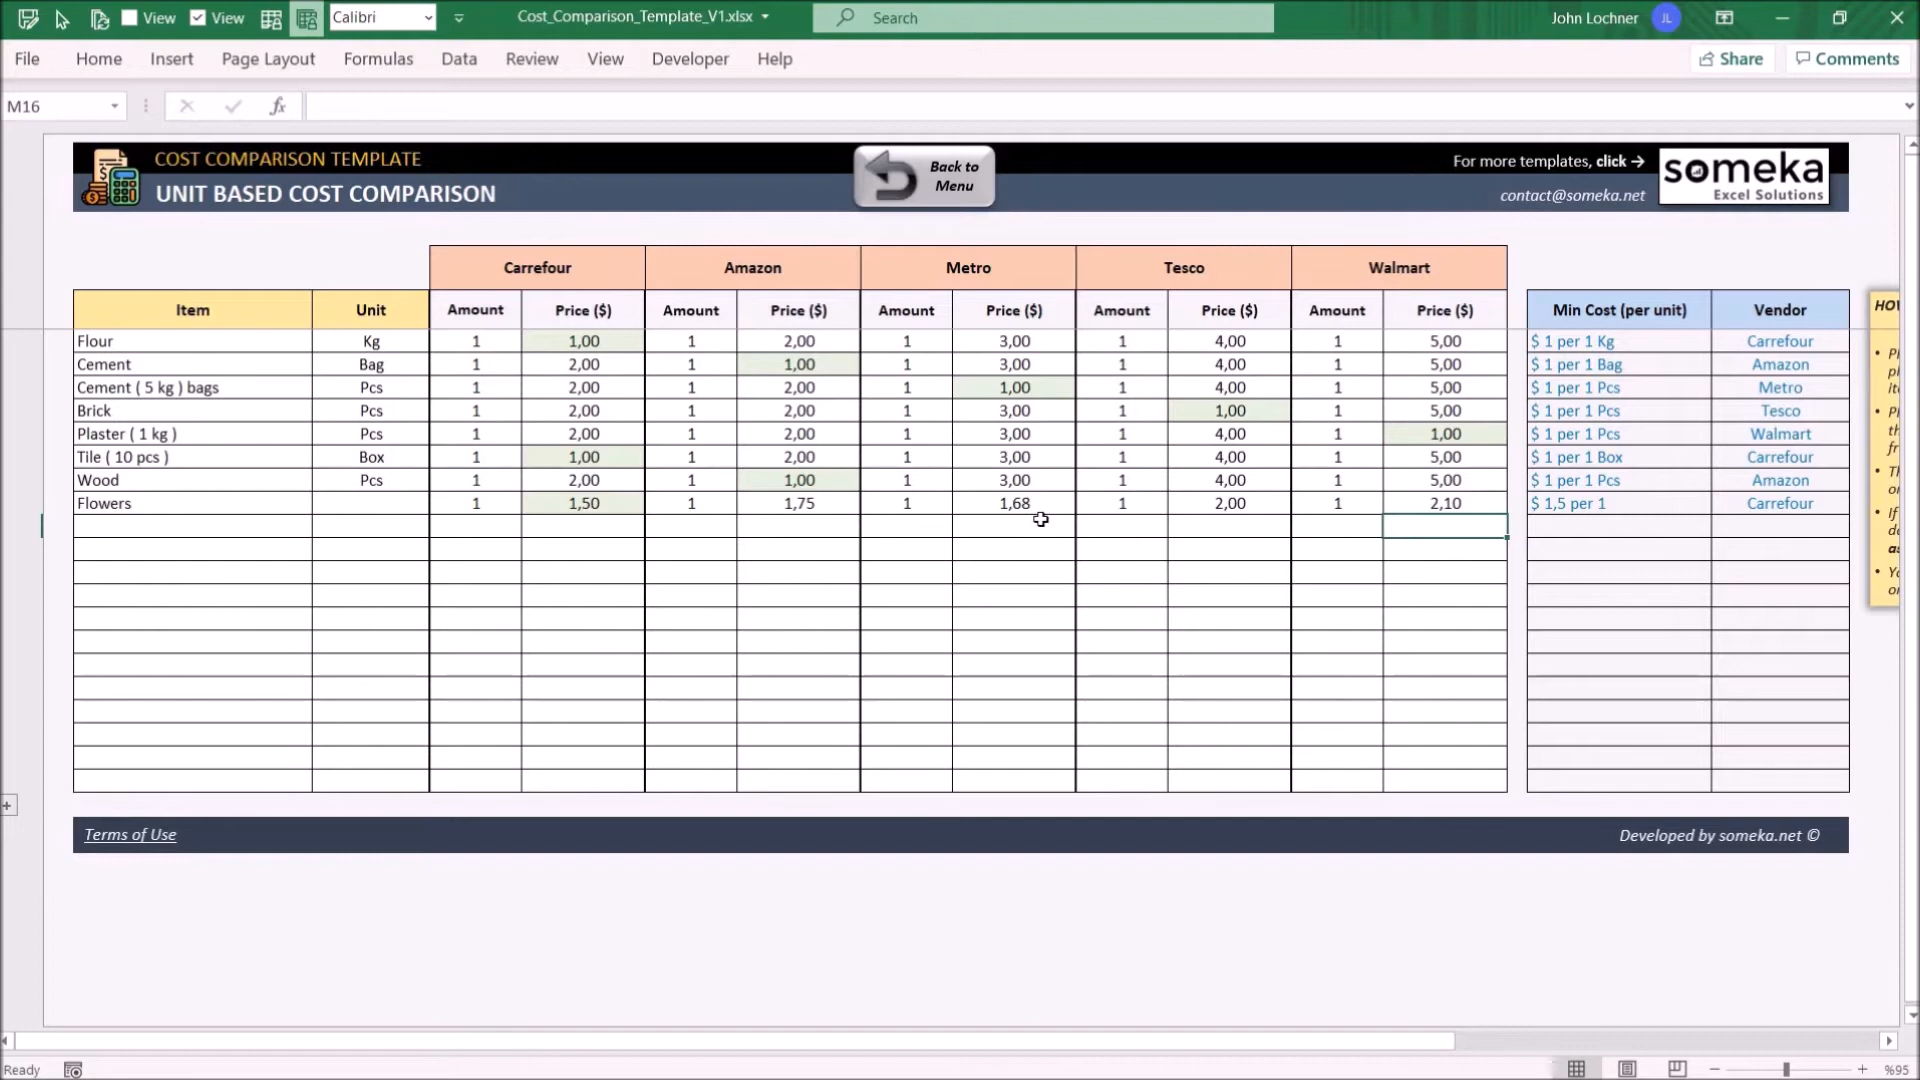 View View Calibri Cost_Comparison_Template_V1.xlsx Search John Lochner JL
File Home Insert Page Layout Formulas Data Review View Developer Help Share Comments
M16 fx
COST COMPARISON TEMPLATE
UNIT BASED COST COMPARISON
Back to
Menu
For more templates, click →
contact@someka.net
someka
Excel Solutions
Carrefour Amazon Metro Tesco Walmart
Item Unit Amount Price ($) Amount Price ($) Amount Price ($) Amount Price ($) Amount Price ($) Min Cost (per unit) Vendor
Flour Kg 1 1,00 1 2,00 1 3,00 1 4,00 1 5,00 $ 1 per 1 Kg Carrefour
Cement Bag 1 2,00 1 1,00 1 3,00 1 4,00 1 5,00 $ 1 per 1 Bag Amazon
Cement ( 5 kg ) bags Pcs 1 2,00 1 2,00 1 1,00 1 4,00 1 5,00 $ 1 per 1 Pcs Metro
Brick Pcs 1 2,00 1 2,00 1 3,00 1 1,00 1 5,00 $ 1 per 1 Pcs Tesco
Plaster ( 1 kg ) Pcs 1 2,00 1 2,00 1 3,00 1 4,00 1 1,00 $ 1 per 1 Pcs Walmart
Tile ( 10 pcs ) Box 1 1,00 1 2,00 1 3,00 1 4,00 1 5,00 $ 1 per 1 Box Carrefour
Wood Pcs 1 2,00 1 1,00 1 3,00 1 4,00 1 5,00 $ 1 per 1 Pcs Amazon
Flowers 1 1,50 1 1,75 1 1,68 1 2,00 1 2,10 $ 1,5 per 1 Carrefour
Terms of Use Developed by someka.net ©
Ready %95